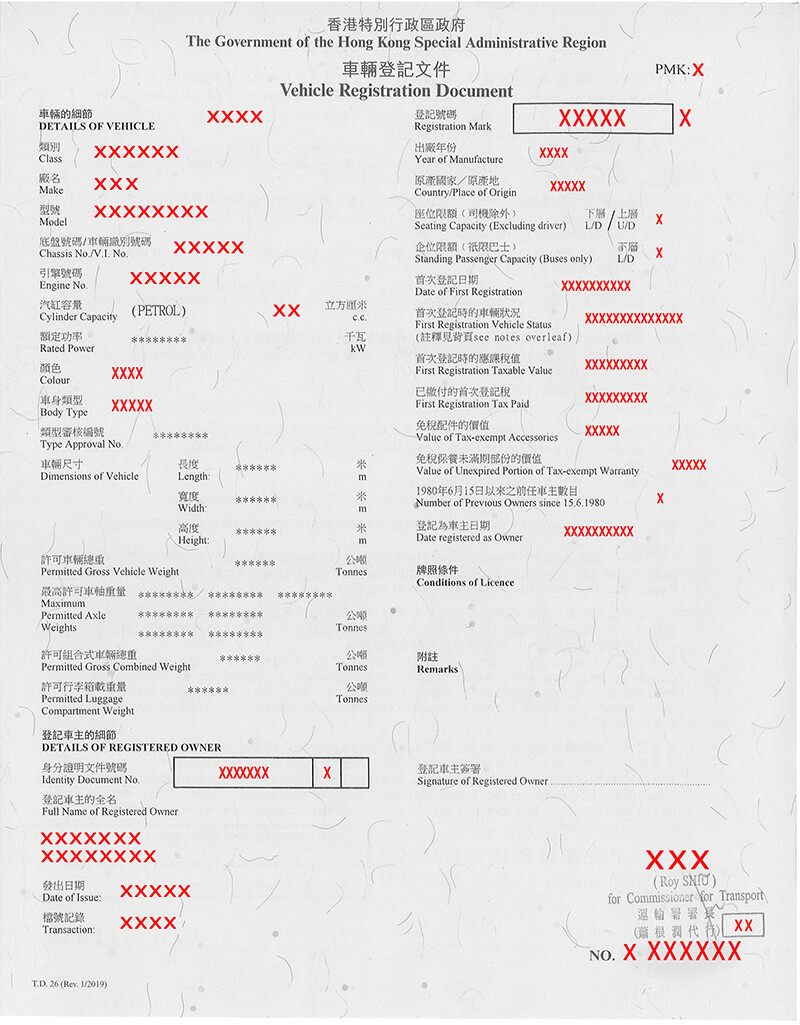 香港特別行政區政府
The Government of the Hong Kong Special Administrative Region
車輛登記文件
Vehicle Registration Document
PMK: X
車輛的細節
DETAILS OF VEHICLE XXXX
類別
Class XXXXXX
廠名
Make XXX
型號
Model XXXXXXXX
底盤號碼/車輛識別號碼
Chassis No./V.I. No. XXXXX
引擎號碼
Engine No. XXXXX
汽缸容量 立方厘米
Cylinder Capacity (PETROL) XX c.c.
額定功率 千瓦
Rated Power ******** kW
顏色
Colour XXXX
車身類型
Body Type XXXXX
類型審核編號
Type Approval No. ********
車輛尺寸 長度 米
Dimensions of Vehicle Length: ****** m
寬度 米
Width: ****** m
高度 米
Height: ****** m
許可車輛總重 公噸
Permitted Gross Vehicle Weight ****** Tonnes
最高許可車軸重量 ******** ******** ********
Maximum
Permitted Axle ******** ******** 公噸
Weights Tonnes
******** ********
許可組合式車輛總重 公噸
Permitted Gross Combined Weight ****** Tonnes
許可行李箱載重量 公噸
Permitted Luggage ****** Tonnes
Compartment Weight
登記號碼
Registration Mark XXXXX X
出廠年份
Year of Manufacture XXXX
原產國家／原產地
Country/Place of Origin XXXXX
座位限額（司機除外） 下層 / 上層
Seating Capacity (Excluding driver) L/D / U/D X
企位限額（祇限巴士） 下層
Standing Passenger Capacity (Buses only) L/D X
首次登記日期
Date of First Registration XXXXXXXXXX
首次登記時的車輛狀況
First Registration Vehicle Status XXXXXXXXXXXXXX
(註釋見背頁see notes overleaf)
首次登記時的應課稅值
First Registration Taxable Value XXXXXXXXX
已繳付的首次登記稅
First Registration Tax Paid XXXXXXXXX
免稅配件的價值
Value of Tax-exempt Accessories XXXXX
免稅保養未滿期部份的價值
Value of Unexpired Portion of Tax-exempt Warranty XXXXX
1980年6月15日以來之前任車主數目
Number of Previous Owners since 15.6.1980 X
登記為車主日期
Date registered as Owner XXXXXXXXXX
牌照條件
Conditions of Licence
附註
Remarks
登記車主的細節
DETAILS OF REGISTERED OWNER
身分證明文件號碼
Identity Document No. XXXXXXX X
登記車主的全名
Full Name of Registered Owner
XXXXXXX
XXXXXXXX
發出日期
Date of Issue: XXXXX
檔號記錄
Transaction: XXXX
登記車主簽署
Signature of Registered Owner
XXX
(Roy SHIU)
for Commissioner for Transport
運輸署署長
(蕭根潤代行) XX
NO. X XXXXXX
T.D. 26 (Rev. 1/2019)